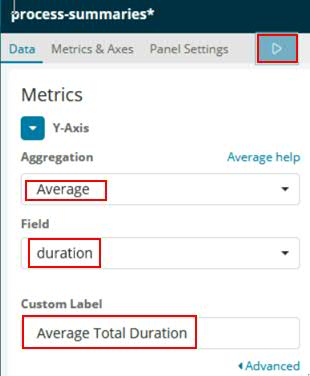 process-summaries*
Data Metrics & Axes Panel Settings
Metrics
Y-Axis
Aggregation Average help
Average
Field
duration
Custom Label
Average Total Duration
Advanced